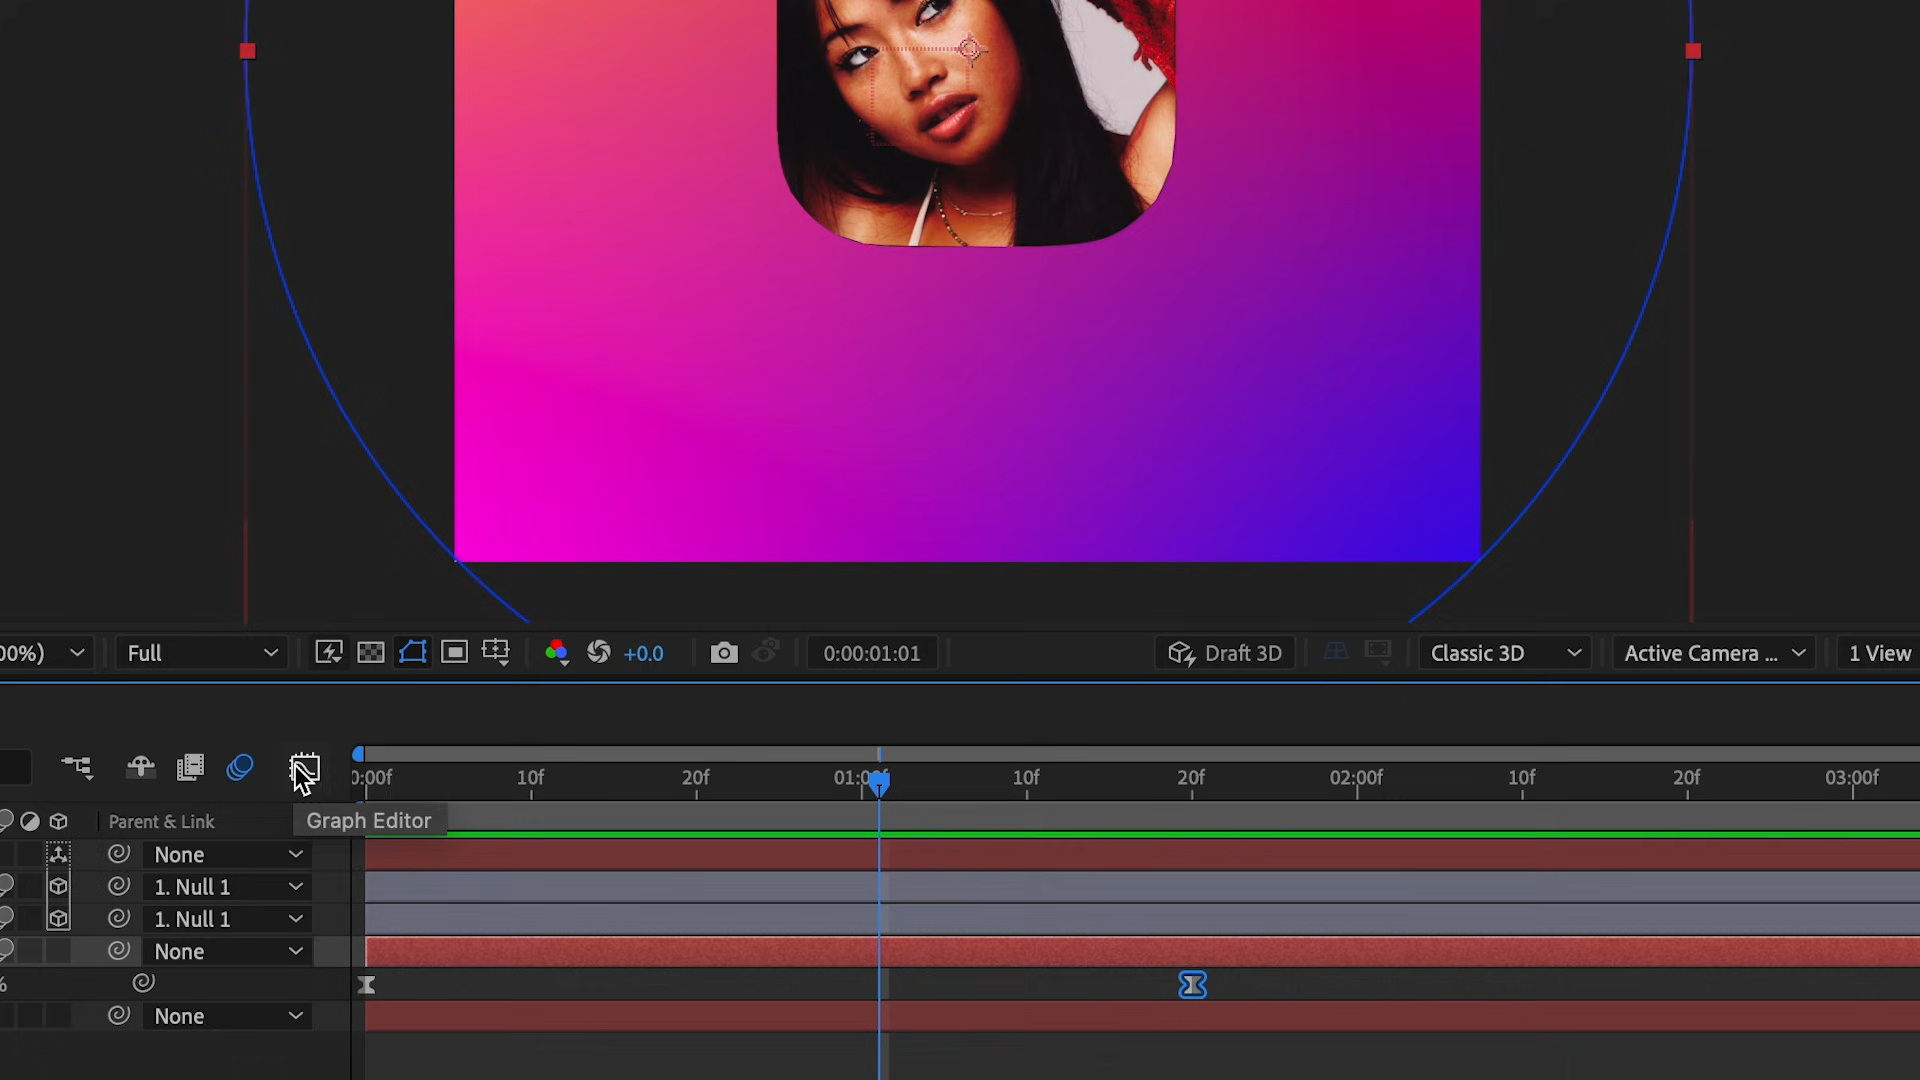 00%) Full +0.0 0:00:01:01 Draft 3D Classic 3D Active Camera ... 1 View
0:00f 10f 20f 01:00f 10f 20f 02:00f 10f 20f 03:00f
Parent & Link Graph Editor
None
1. Null 1
1. Null 1
None
%
None